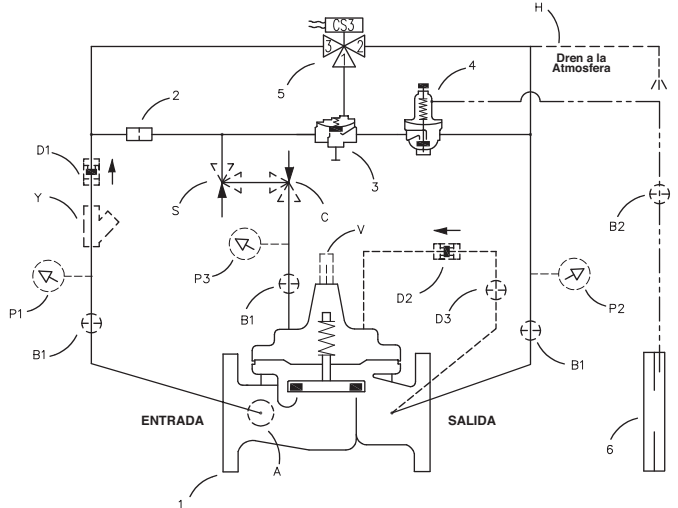 H
CS3
3
2
1
Dren a la
Atmosfera
5
4
2
3
D1
S
C
Y
V
B2
P3
D2
P1
B1
D3
P2
B1
B1
ENTRADA
SALIDA
A
6
1